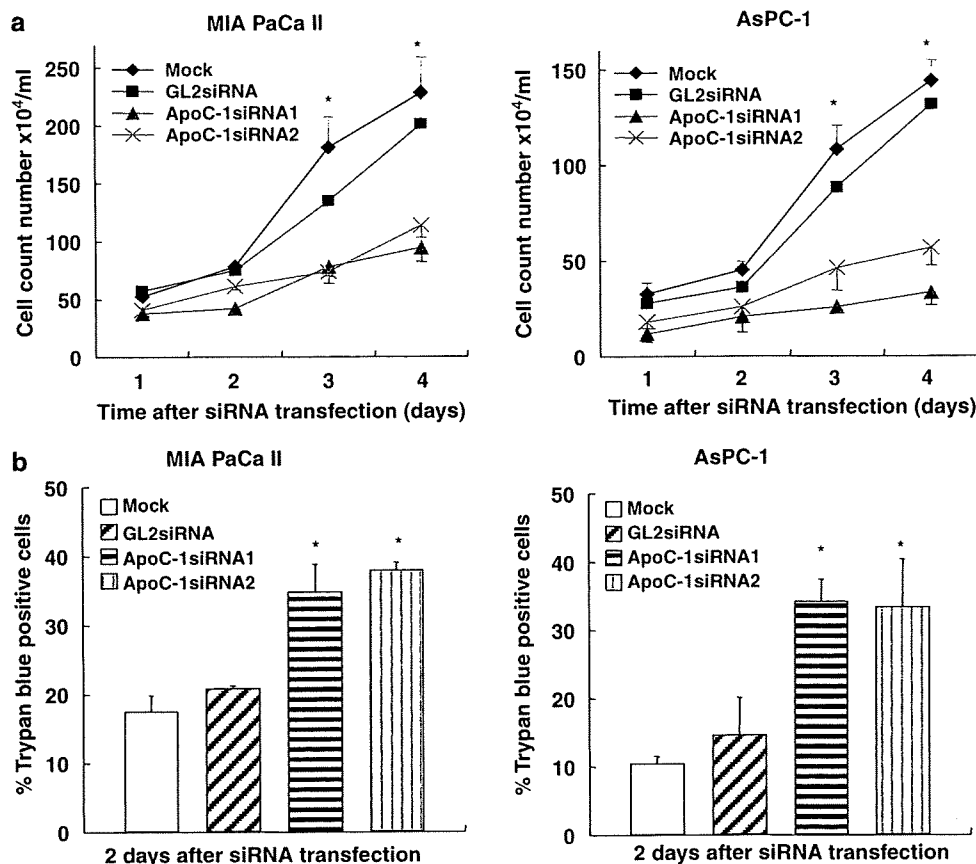 a
MIA PaCa II
Cell count number x10⁴/ml
250
200
150
100
50
0
Mock
GL2siRNA
ApoC-1siRNA1
ApoC-1siRNA2
*
*
1 2 3 4
Time after siRNA transfection (days)
AsPC-1
Cell count number x10⁴/ml
150
100
50
0
Mock
GL2siRNA
ApoC-1siRNA1
ApoC-1siRNA2
*
*
1 2 3 4
Time after siRNA transfection (days)
b
MIA PaCa II
% Trypan blue positive cells
50
40
30
20
10
0
Mock
GL2siRNA
ApoC-1siRNA1
ApoC-1siRNA2
* *
2 days after siRNA transfection
AsPC-1
% Trypan blue positive cells
50
40
30
20
10
0
Mock
GL2siRNA
ApoC-1siRNA1
ApoC-1siRNA2
* *
2 days after siRNA transfection